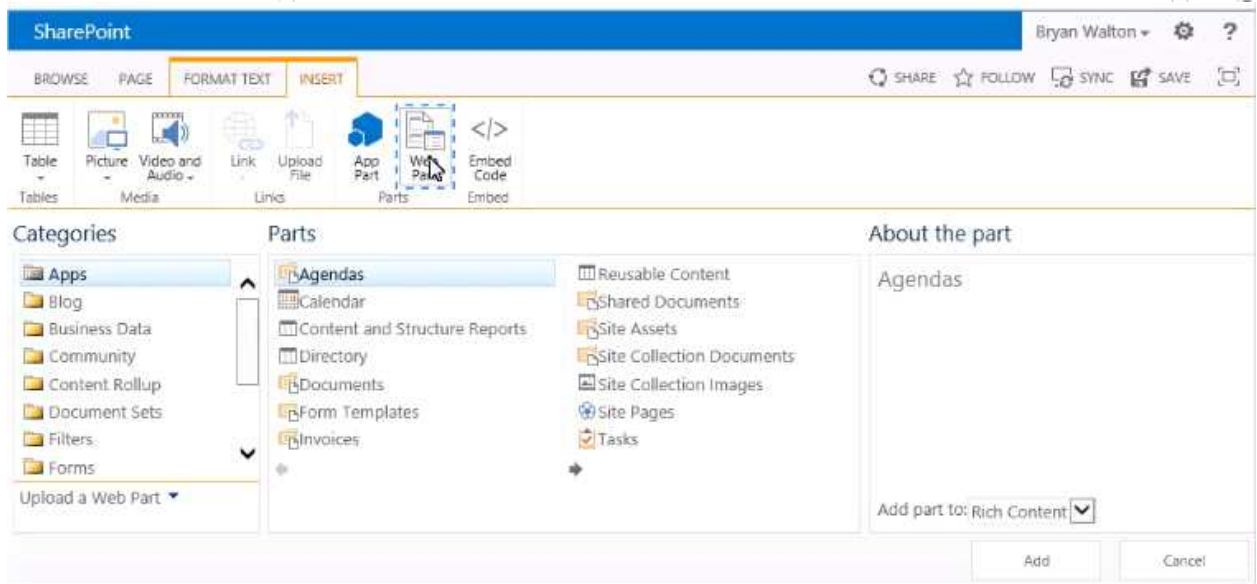 SharePoint
Bryan Walton
?
BROWSE
PAGE
FORMAT TEXT
INSERT
SHARE
FOLLOW
SYNC
SAVE
Table
Picture
Video and
Audio
Link
Upload
File
App
Part
Web
Part
</>
Embed
Code
Tables
Media
Links
Parts
Embed
Categories
Apps
Blog
Business Data
Community
Content Rollup
Document Sets
Filters
Forms
Upload a Web Part
Parts
Agendas
Calendar
Content and Structure Reports
Directory
Documents
Form Templates
Invoices
Reusable Content
Shared Documents
Site Assets
Site Collection Documents
Site Collection Images
Site Pages
Tasks
About the part
Agendas
Add part to: Rich Content
Add
Cancel